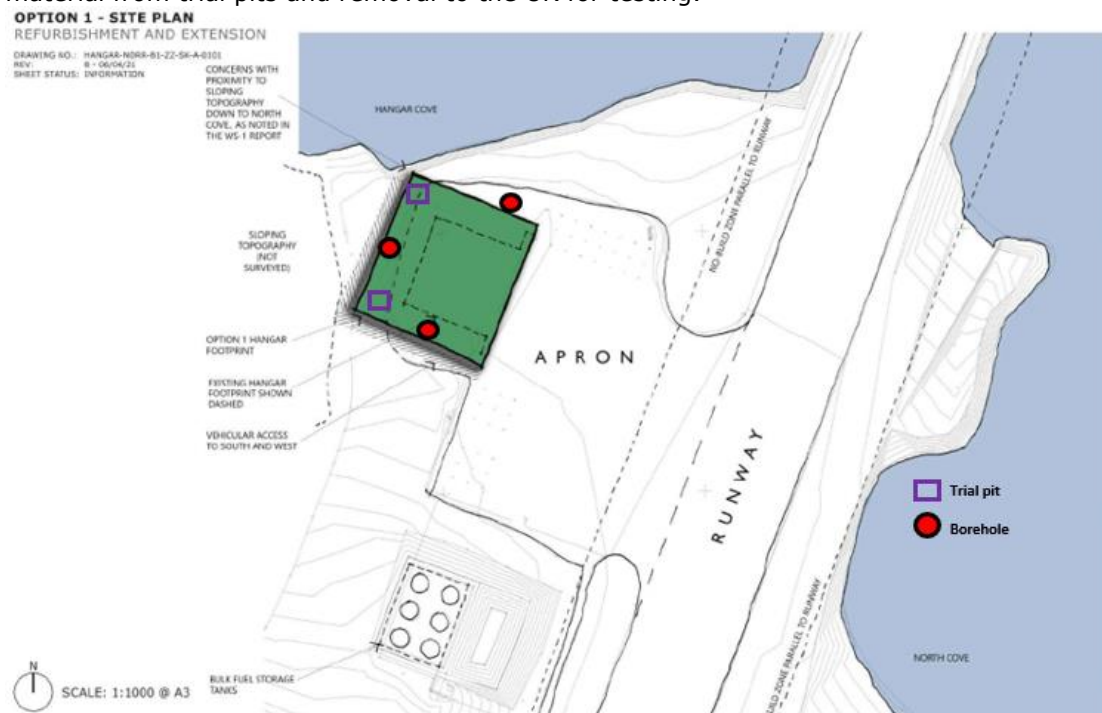 material from trial pits and removal to the UK for testing.
OPTION 1 - SITE PLAN
REFURBISHMENT AND EXTENSION
DRAWING NO.: HANGAR-NORR-B1-ZZ-SK-A-0101
REV: B - 06/04/21
SHEET STATUS: INFORMATION
CONCERNS WITH
PROXIMITY TO
SLOPING
TOPOGRAPHY
DOWN TO NORTH
COVE, AS NOTED IN
THE WS-1 REPORT
HANGAR COVE
NO-BUILD ZONE PARALLEL TO RUNWAY
SLOPING
TOPOGRAPHY
(NOT
SURVEYED)
OPTION 1 HANGAR
FOOTPRINT
APRON
EXISTING HANGAR
FOOTPRINT SHOWN
DASHED
VEHICULAR ACCESS
TO SOUTH AND WEST
RUNWAY
Trial pit
Borehole
BUILD ZONE PARALLEL TO RUNWAY
NORTH COVE
BULK FUEL STORAGE
TANKS
N
SCALE: 1:1000 @ A3